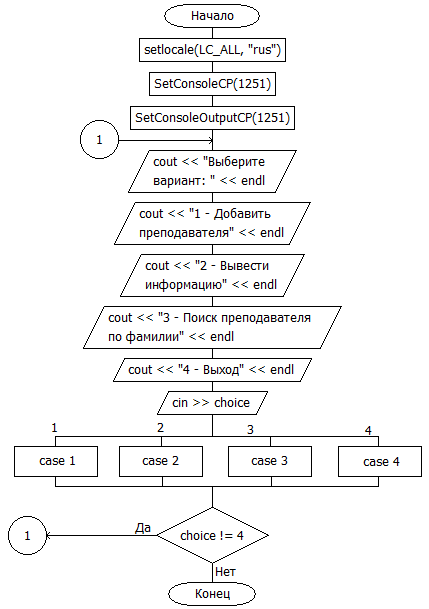 Начало
setlocale(LC_ALL, "rus")
SetConsoleCP(1251)
SetConsoleOutputCP(1251)
1
cout << "Выберите
вариант: " << endl
cout << "1 - Добавить
преподавателя" << endl
cout << "2 - Вывести
информацию" << endl
cout << "3 - Поиск преподавателя
по фамилии" << endl
cout << "4 - Выход" << endl
cin >> choice
1 2 3 4
case 1 case 2 case 3 case 4
Да
1 choice != 4
Нет
Конец